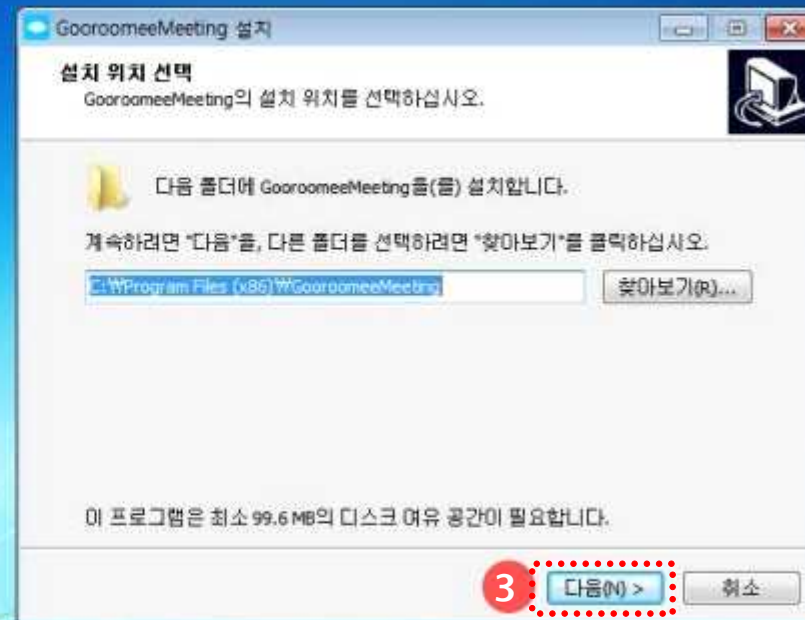 GooroomeeMeeting 설치
설치 위치 선택
GooroomeeMeeting의 설치 위치를 선택하십시오.
다음 폴더에 GooroomeeMeeting을(를) 설치합니다.
계속하려면 "다음"을, 다른 폴더를 선택하려면 "찾아보기"를 클릭하십시오.
C:₩Program Files (x86)₩GooroomeeMeeting
찾아보기(R)...
이 프로그램은 최소 99.6 MB의 디스크 여유 공간이 필요합니다.
3
다음(N) >
취소